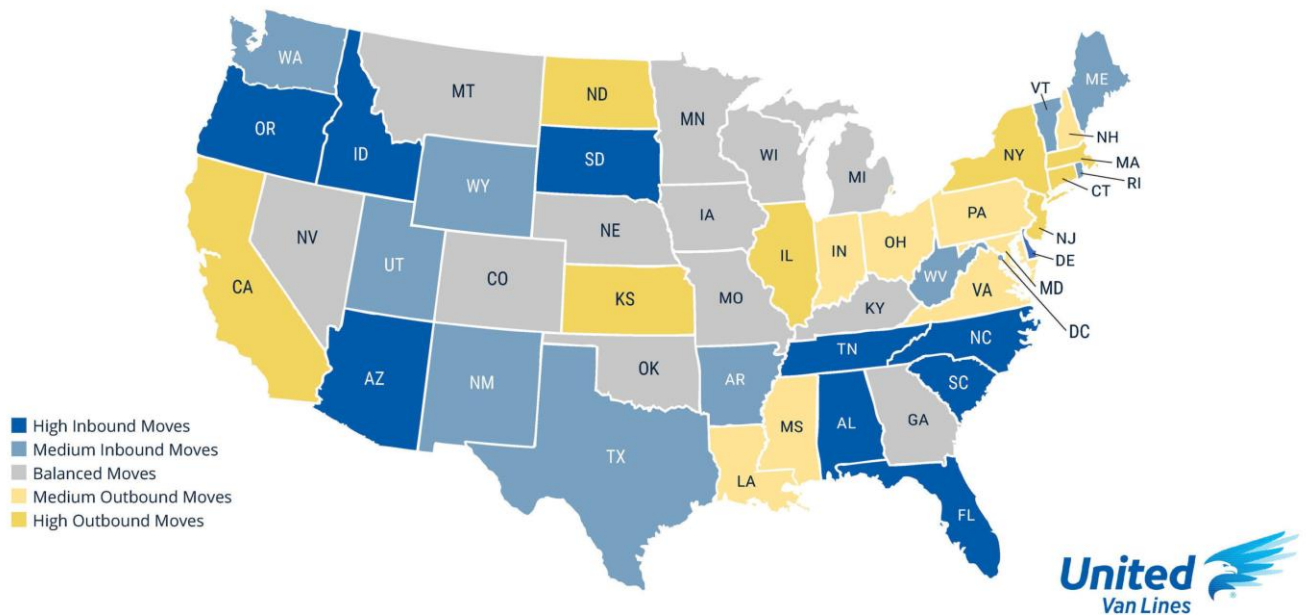 WA
ME
VT
MT
ND
MN
NH
OR
ID
SD
WI
NY
MA
MI
RI
CT
WY
IA
PA
NE
NJ
NV
IL
IN
OH
DE
UT
CO
WV
MD
CA
KS
MO
VA
KY
DC
TN
NC
AZ
NM
OK
AR
SC
MS
AL
GA
TX
LA
FL
High Inbound Moves
Medium Inbound Moves
Balanced Moves
Medium Outbound Moves
High Outbound Moves
United
Van Lines